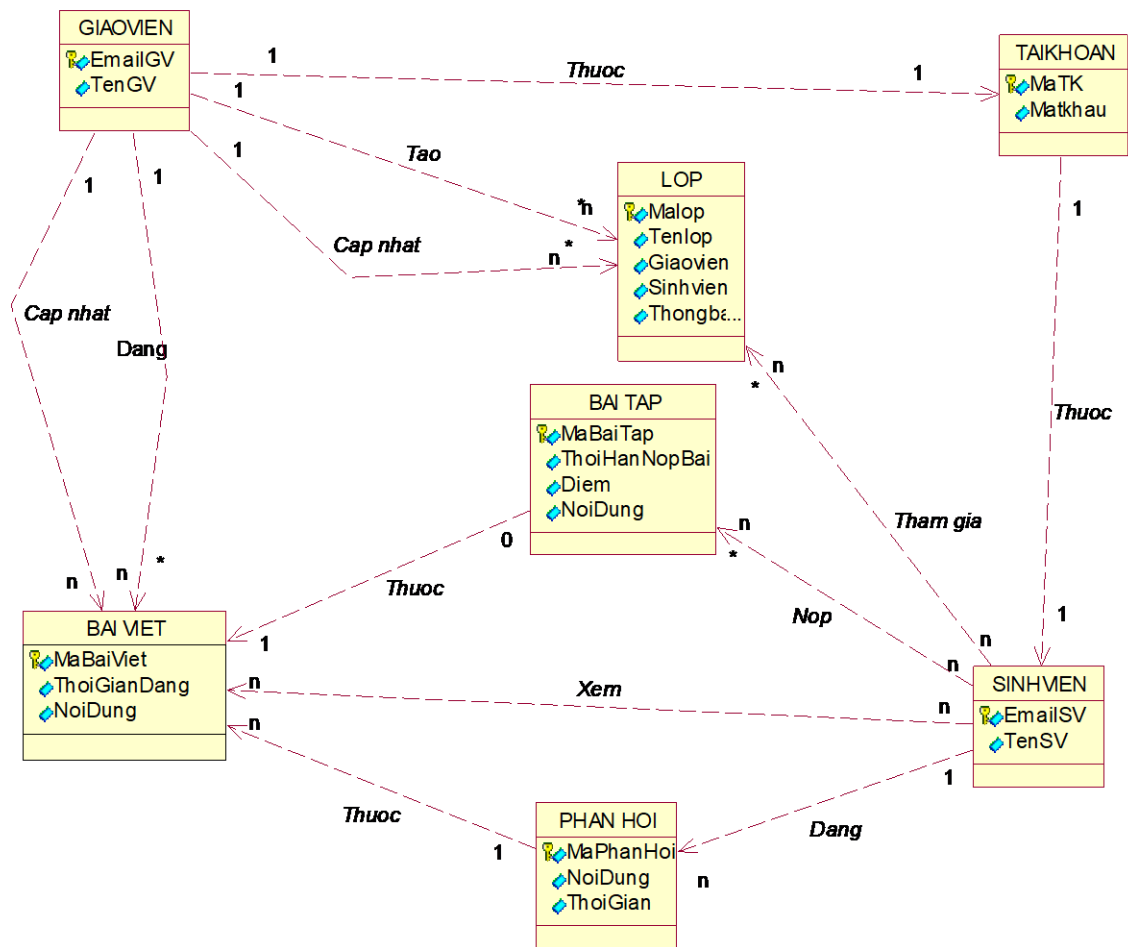 GIAOVIEN
EmailGV
TenGV
TAIKHOAN
MaTK
Matkhau
1
Thuoc
1
1
Tao
*n
1
Cap nhat
n
*
LOP
Malop
Tenlop
Giaovien
Sinhvien
Thongba...
1
Cap nhat
n
1
Dang
n
*
1
Thuoc
1
n
*
Tham gia
n
BAI TAP
MaBaiTap
ThoiHanNopBai
Diem
NoiDung
n
*
Nop
n
0
Thuoc
1
BAI VIET
MaBaiViet
ThoiGianDang
NoiDung
n
Xem
n
SINHVIEN
EmailSV
TenSV
n
Thuoc
1
1
Dang
n
PHAN HOI
MaPhanHoi
NoiDung
ThoiGian